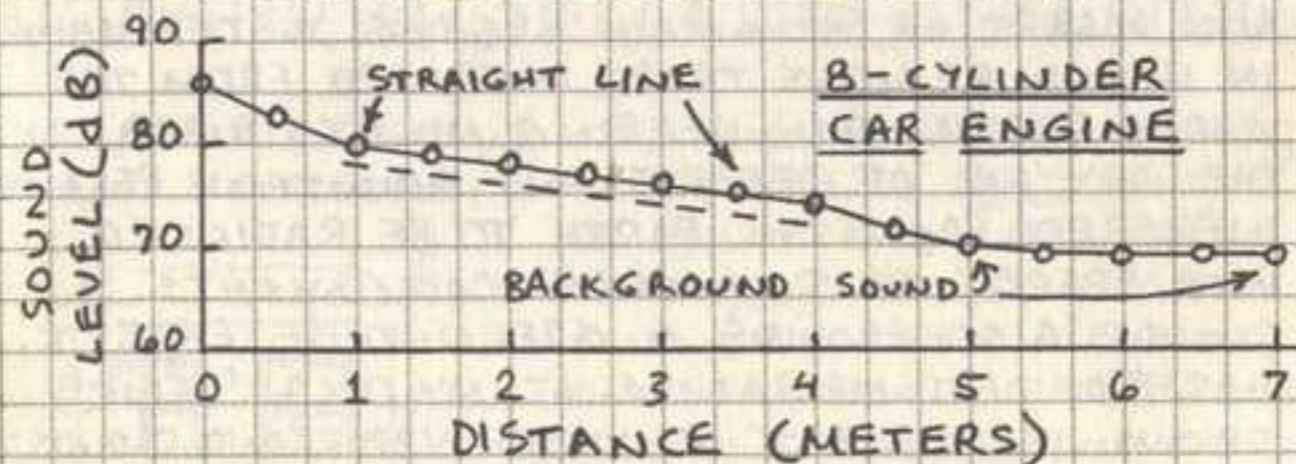 90
80
70
60
SOUND
LEVEL (dB)
STRAIGHT LINE
8-CYLINDER
CAR ENGINE
BACKGROUND SOUND
0 1 2 3 4 5 6 7
DISTANCE (METERS)